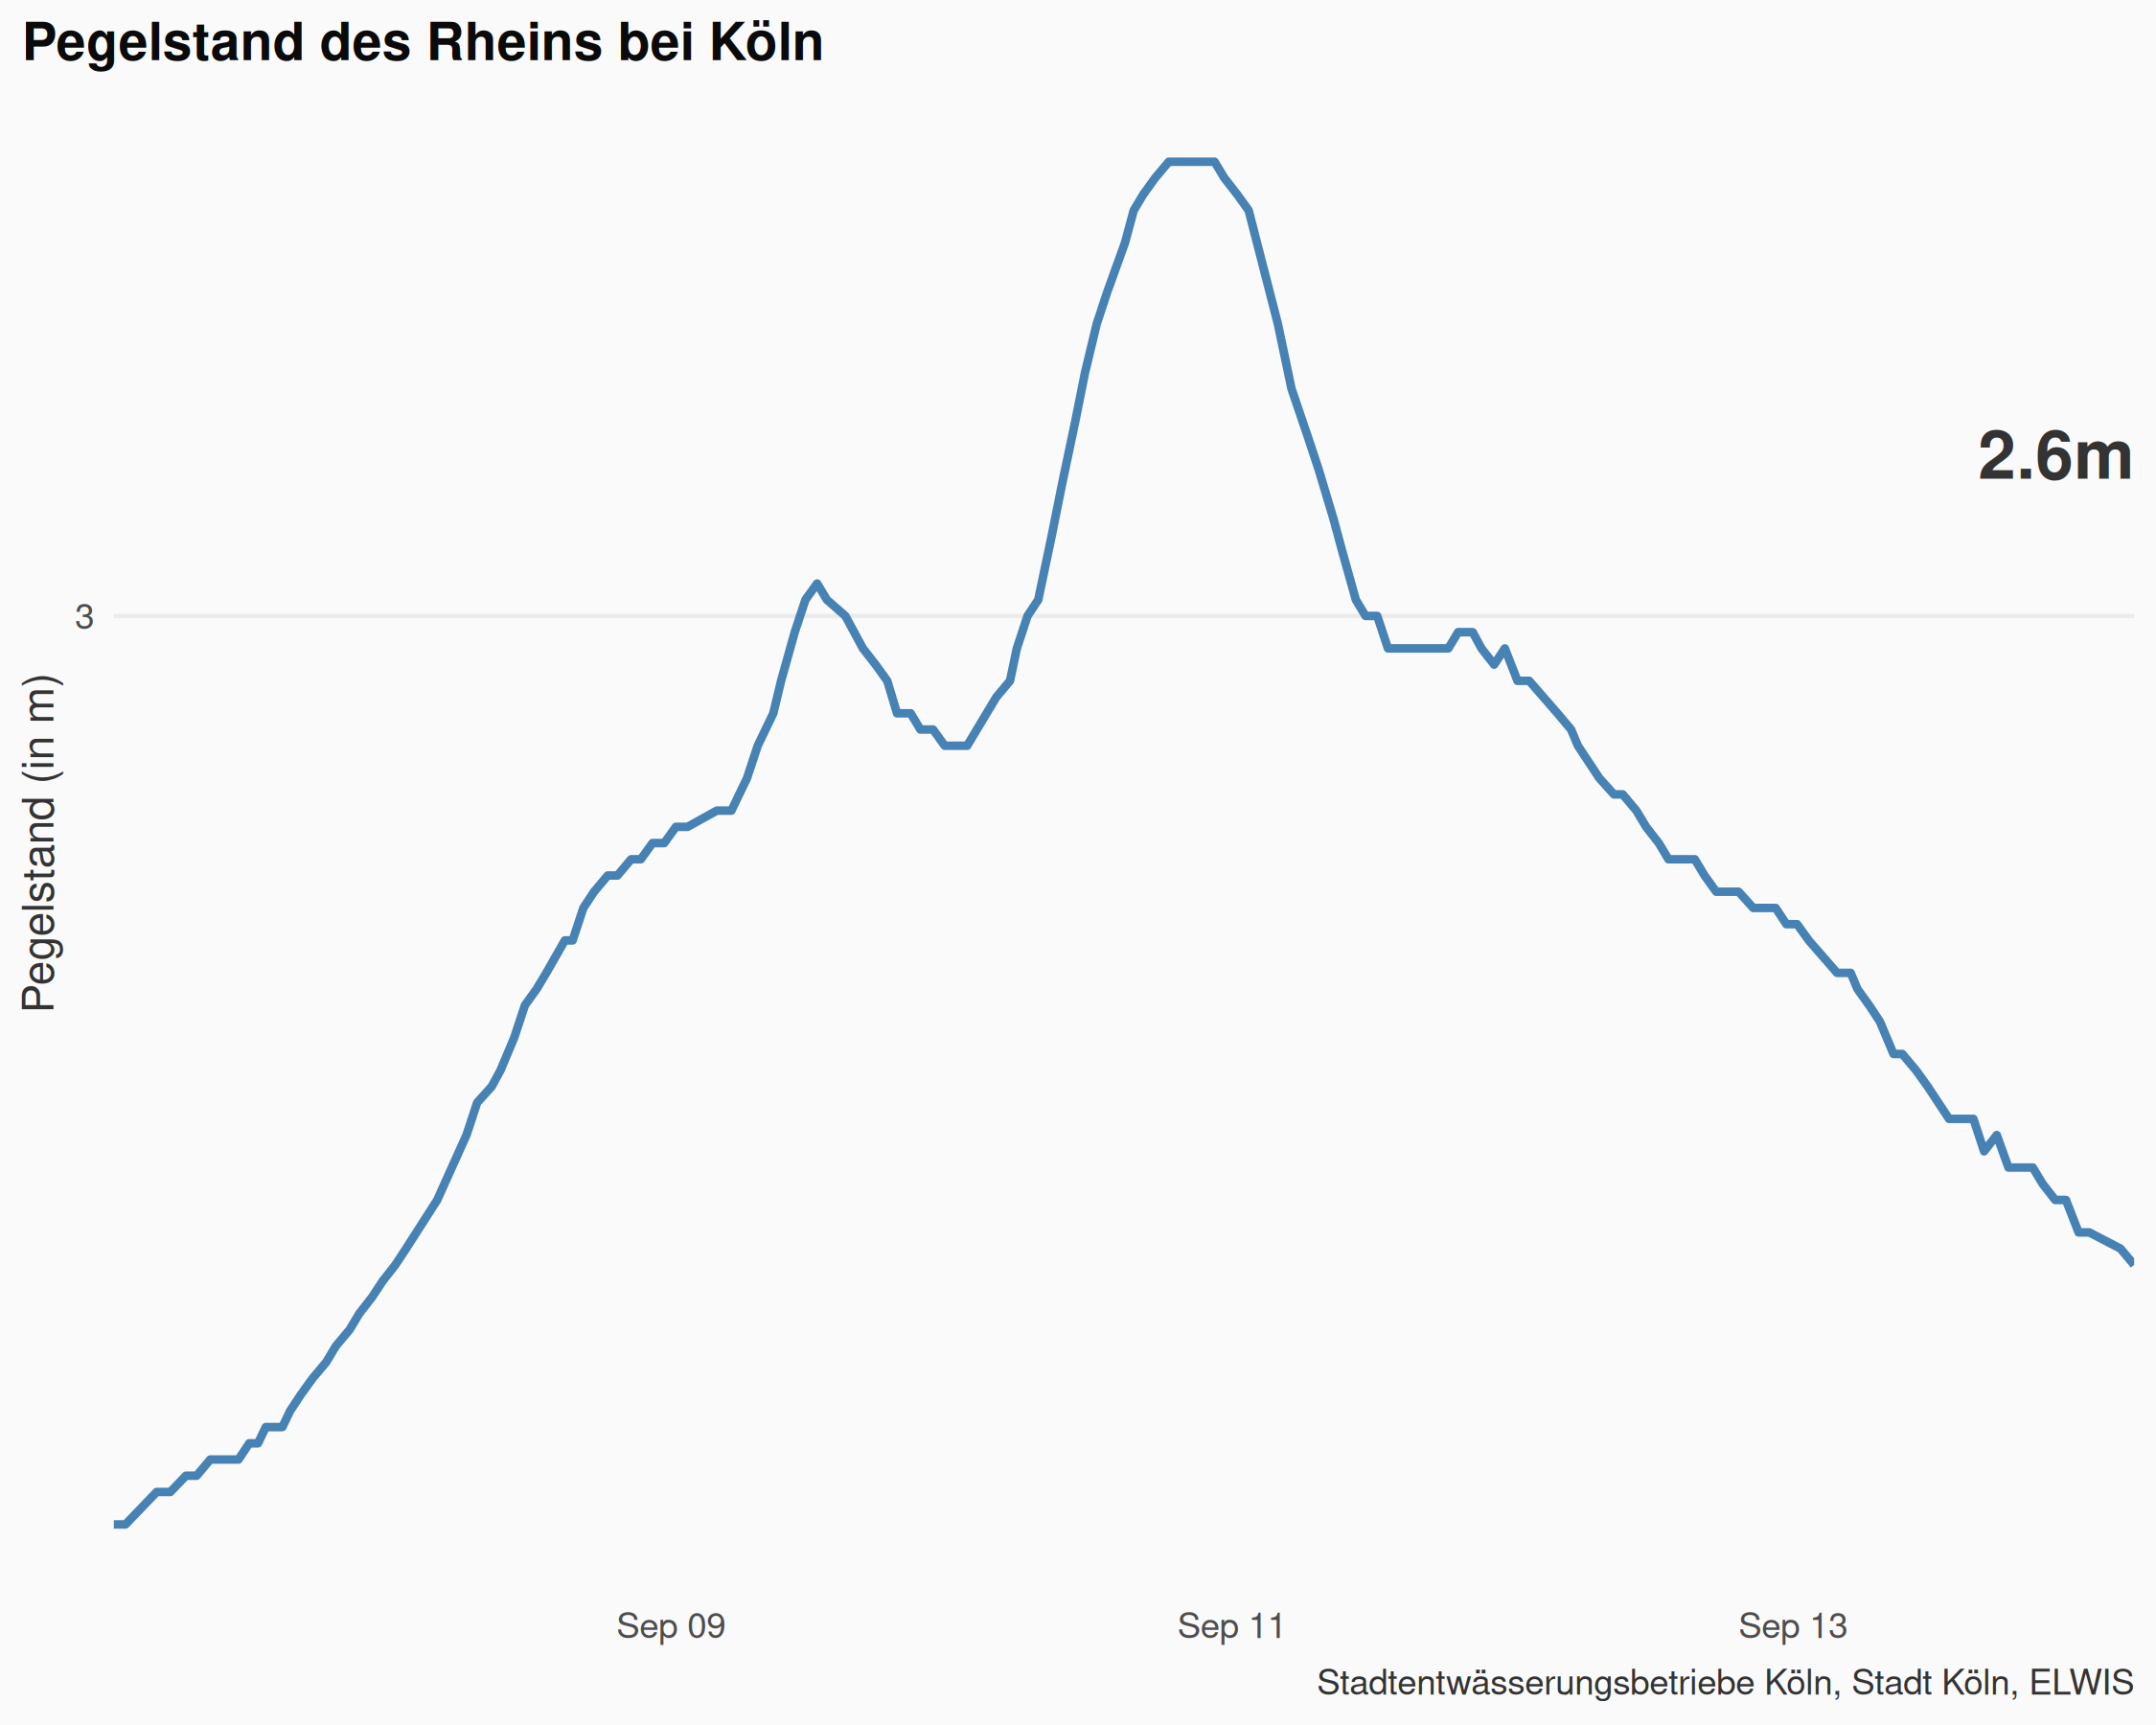 Pegelstand des Rheins bei Köln
2.6m
3
Pegelstand (in m)
Sep 09
Sep 11
Sep 13
Stadtentwässerungsbetriebe Köln, Stadt Köln, ELWIS